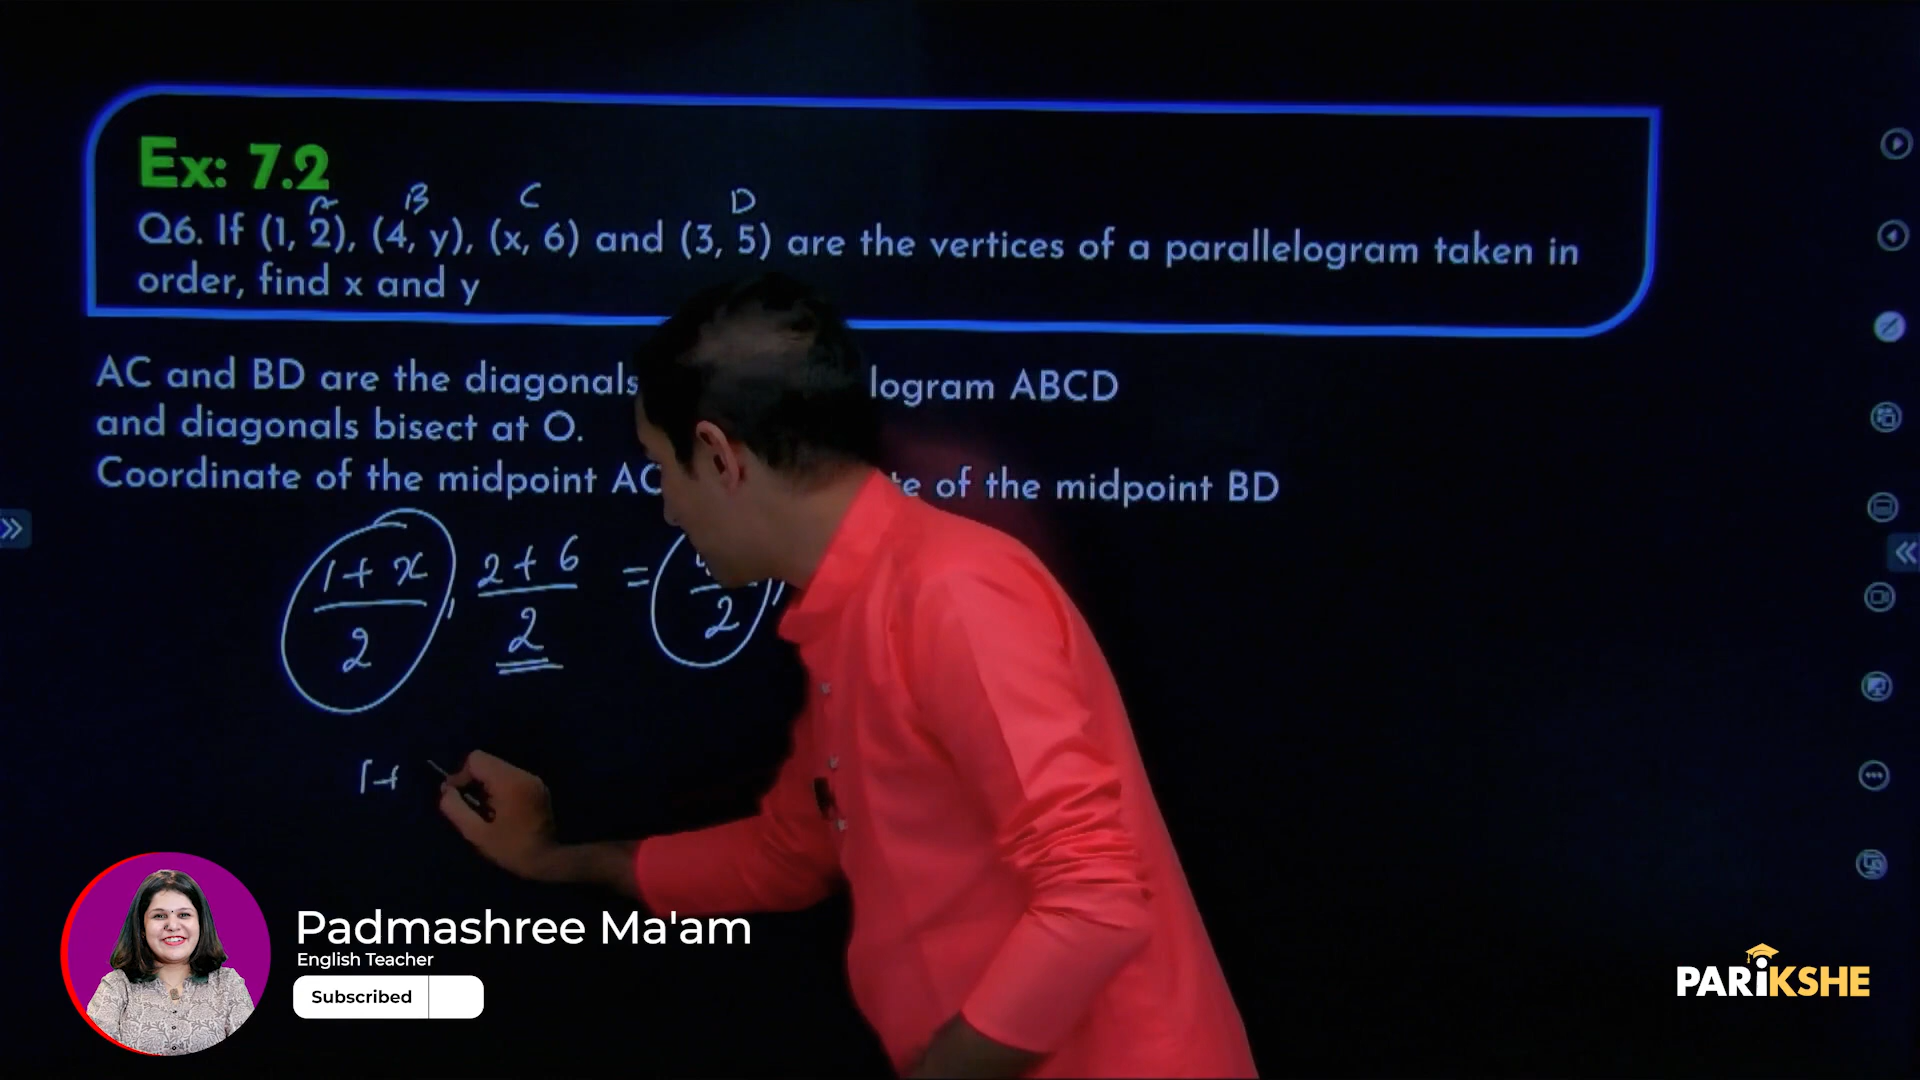 Ex: 7.2
A B C D
Q6. If (1, 2), (4, y), (x, 6) and (3, 5) are the vertices of a parallelogram taken in
order, find x and y
AC and BD are the diagonals logram ABCD
and diagonals bisect at O.
Coordinate of the midpoint AC te of the midpoint BD
1 + x , 2 + 6 =
2 2 2 ,
1+
Padmashree Ma'am
English Teacher
Subscribed
PARiKSHE